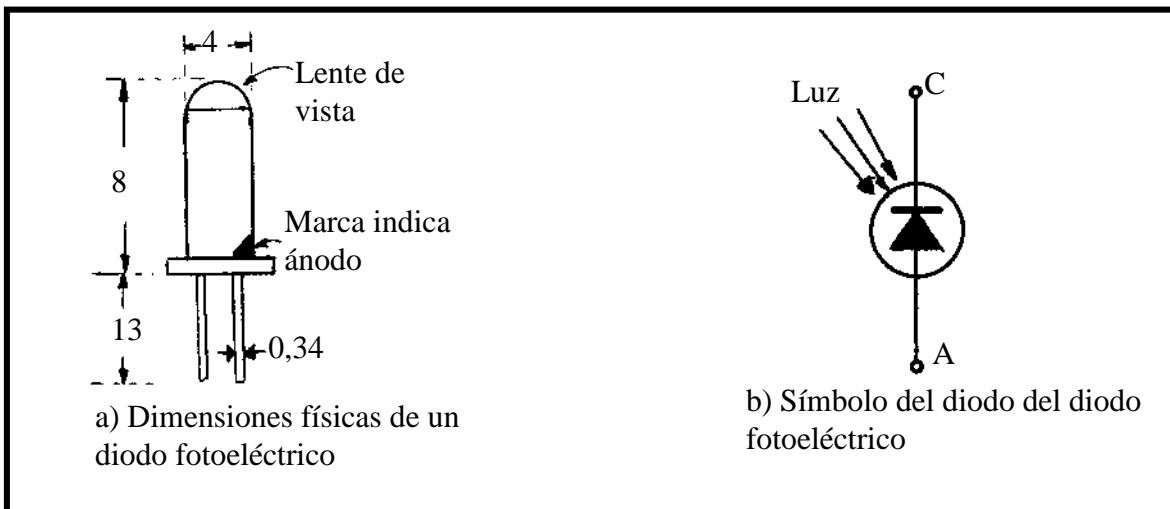 4
Lente de
vista
8
Marca indica
ánodo
13
0,34
a) Dimensiones físicas de un
diodo fotoeléctrico
C
Luz
A
b) Símbolo del diodo del diodo
fotoeléctrico